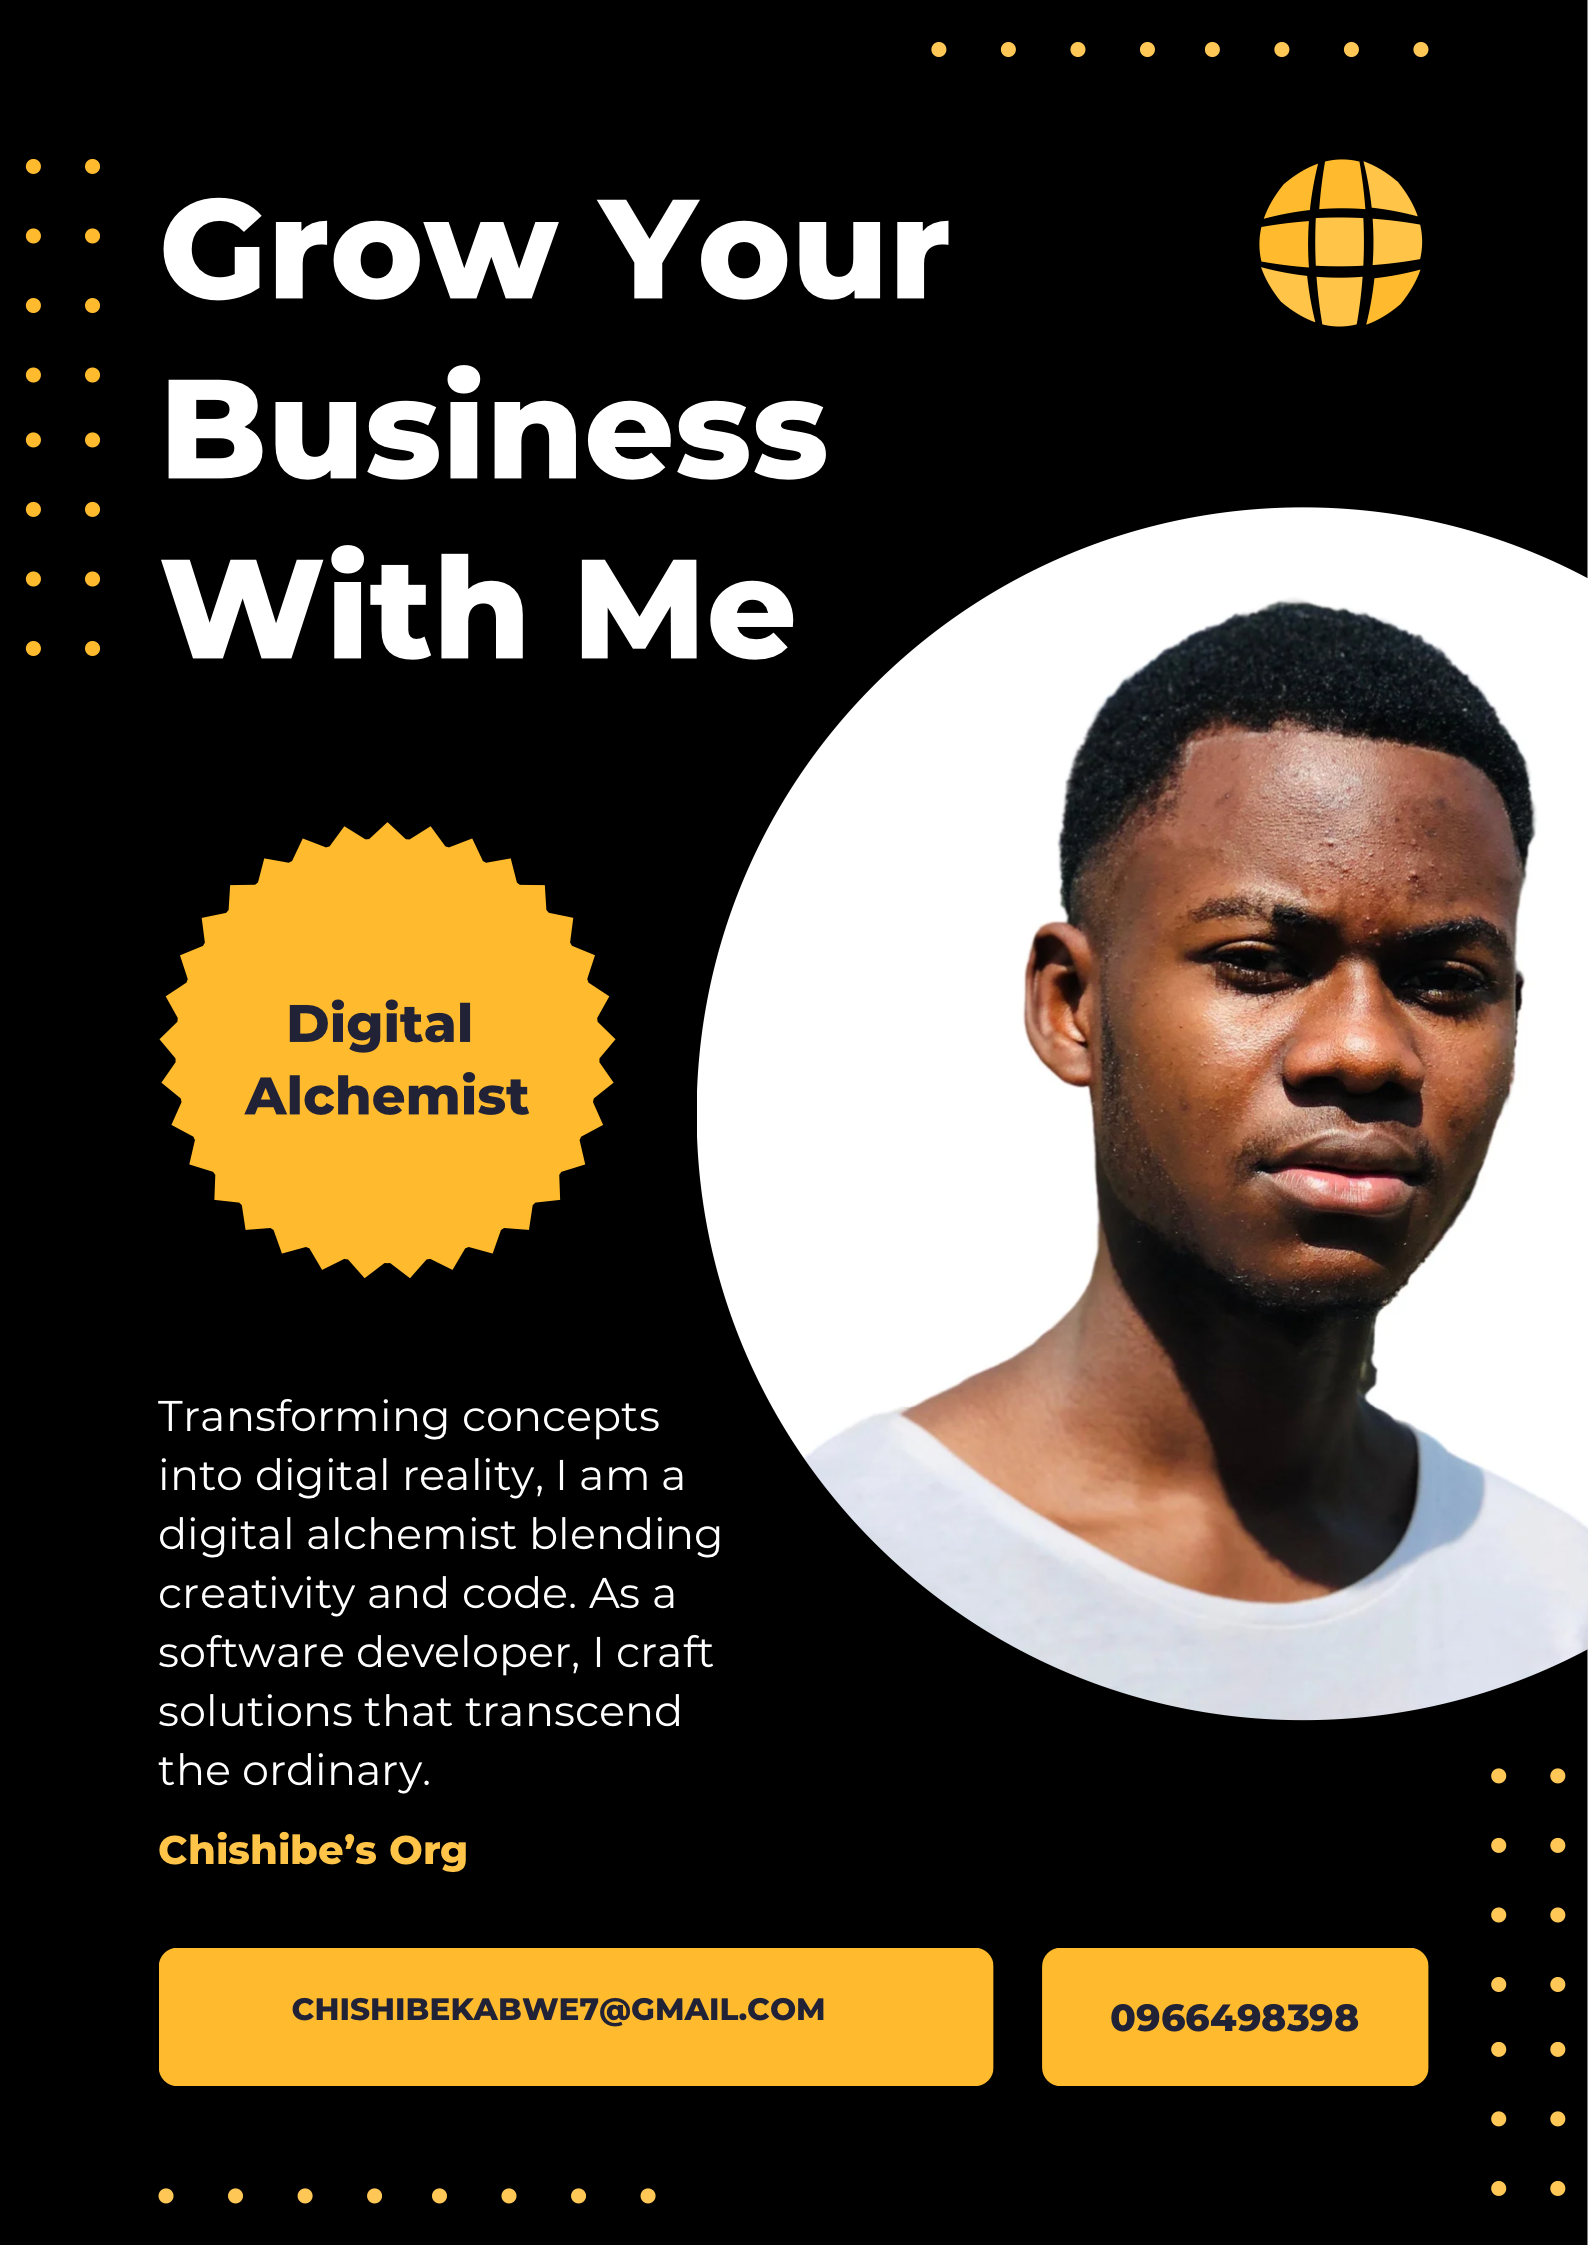 Grow Your
Business
With Me
Digital
Alchemist
Transforming concepts
into digital reality, I am a
digital alchemist blending
creativity and code. As a
software developer, I craft
solutions that transcend
the ordinary.
Chishibe’s Org
CHISHIBEKABWE7@GMAIL.COM
0966498398